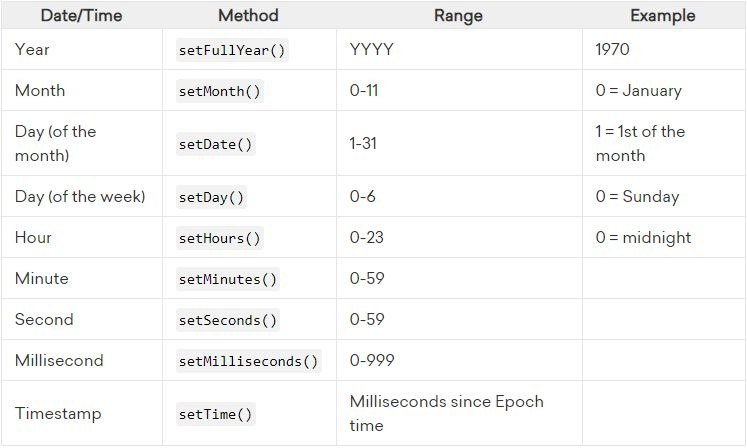 Date/Time Method Range Example
Year setFullYear() YYYY 1970
Month setMonth() 0-11 0 = January
Day (of the month) setDate() 1-31 1 = 1st of the month
Day (of the week) setDay() 0-6 0 = Sunday
Hour setHours() 0-23 0 = midnight
Minute setMinutes() 0-59
Second setSeconds() 0-59
Millisecond setMilliseconds() 0-999
Timestamp setTime() Milliseconds since Epoch time